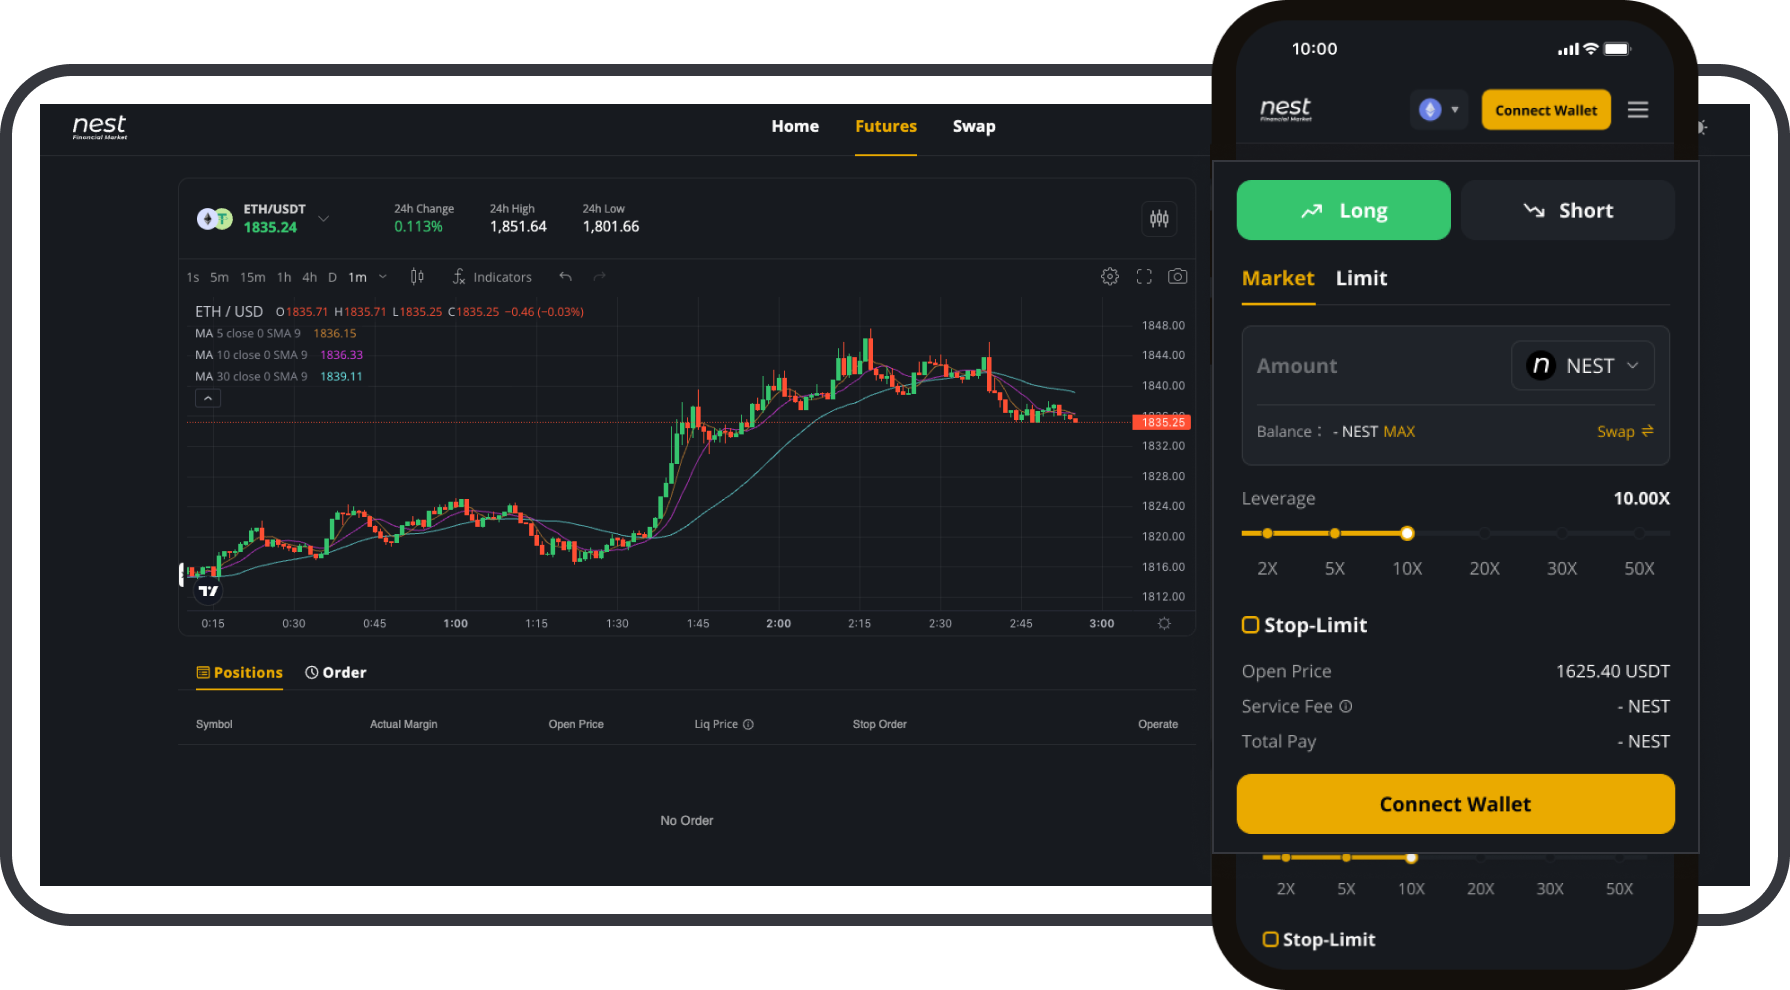 nest
Financial Market
Home Futures Swap
ETH/USDT
1835.24
24h Change
0.113%
24h High
1,851.64
24h Low
1,801.66
1s 5m 15m 1h 4h D 1m Indicators
ETH / USD O1835.71 H1835.71 L1835.25 C1835.25 −0.46 (−0.03%)
MA 5 close 0 SMA 9 1836.15
MA 10 close 0 SMA 9 1836.33
MA 30 close 0 SMA 9 1839.11
1848.00
1844.00
1840.00
1836.00
1835.25
1832.00
1828.00
1824.00
1820.00
1816.00
1812.00
0:15 0:30 0:45 1:00 1:15 1:30 1:45 2:00 2:15 2:30 2:45 3:00
Positions Order
Symbol Actual Margin Open Price Liq Price Stop Order Operate
No Order
10:00
nest
Financial Market
Connect Wallet
Long Short
Market Limit
Amount NEST
Balance： - NEST MAX Swap
Leverage 10.00X
2X 5X 10X 20X 30X 50X
Stop-Limit
Open Price 1625.40 USDT
Service Fee - NEST
Total Pay - NEST
Connect Wallet
2X 5X 10X 20X 30X 50X
Stop-Limit